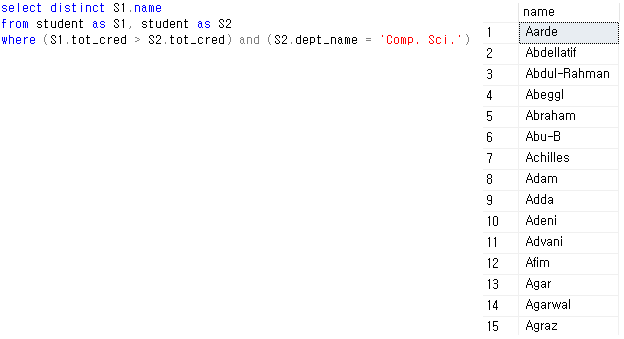 select distinct S1.name
from student as S1, student as S2
where (S1.tot_cred > S2.tot_cred) and (S2.dept_name = 'Comp. Sci.')
name
1 Aarde
2 Abdellatif
3 Abdul-Rahman
4 Abeggl
5 Abraham
6 Abu-B
7 Achilles
8 Adam
9 Adda
10 Adeni
11 Advani
12 Afim
13 Agar
14 Agarwal
15 Agraz